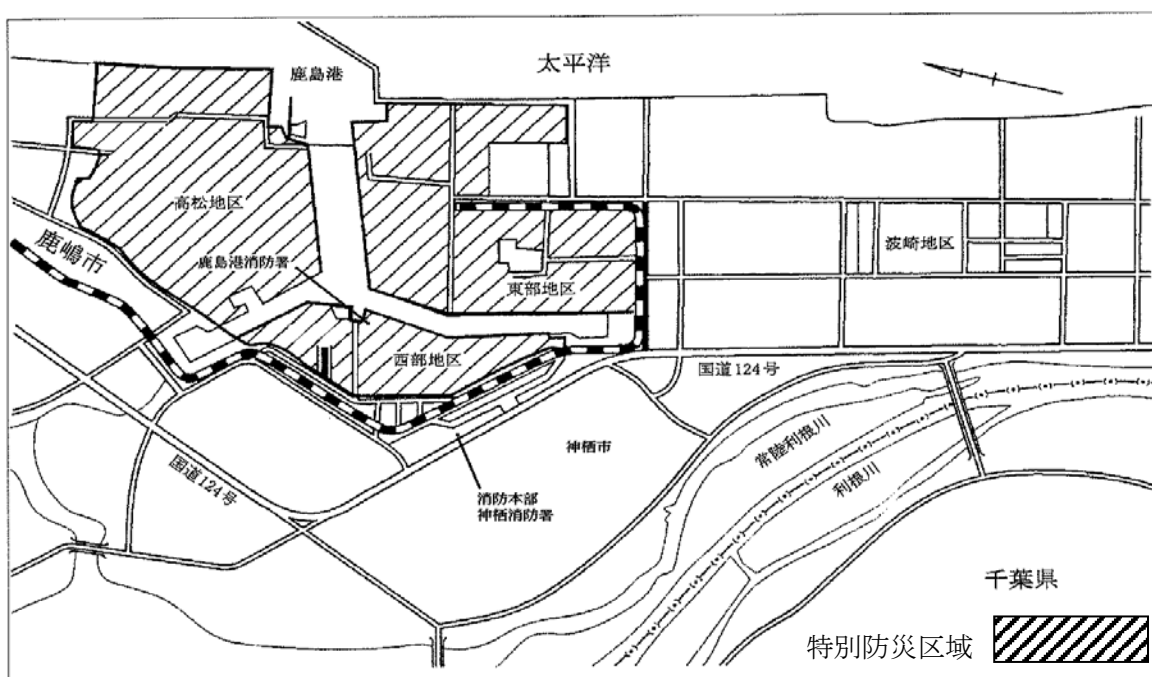 太平洋
鹿島港
高松地区
鹿嶋市
鹿島港消防署
東部地区
波崎地区
西部地区
国道124号
神栖市
常陸利根川
利根川
国道124号
消防本部
神栖消防署
千葉県
特別防災区域